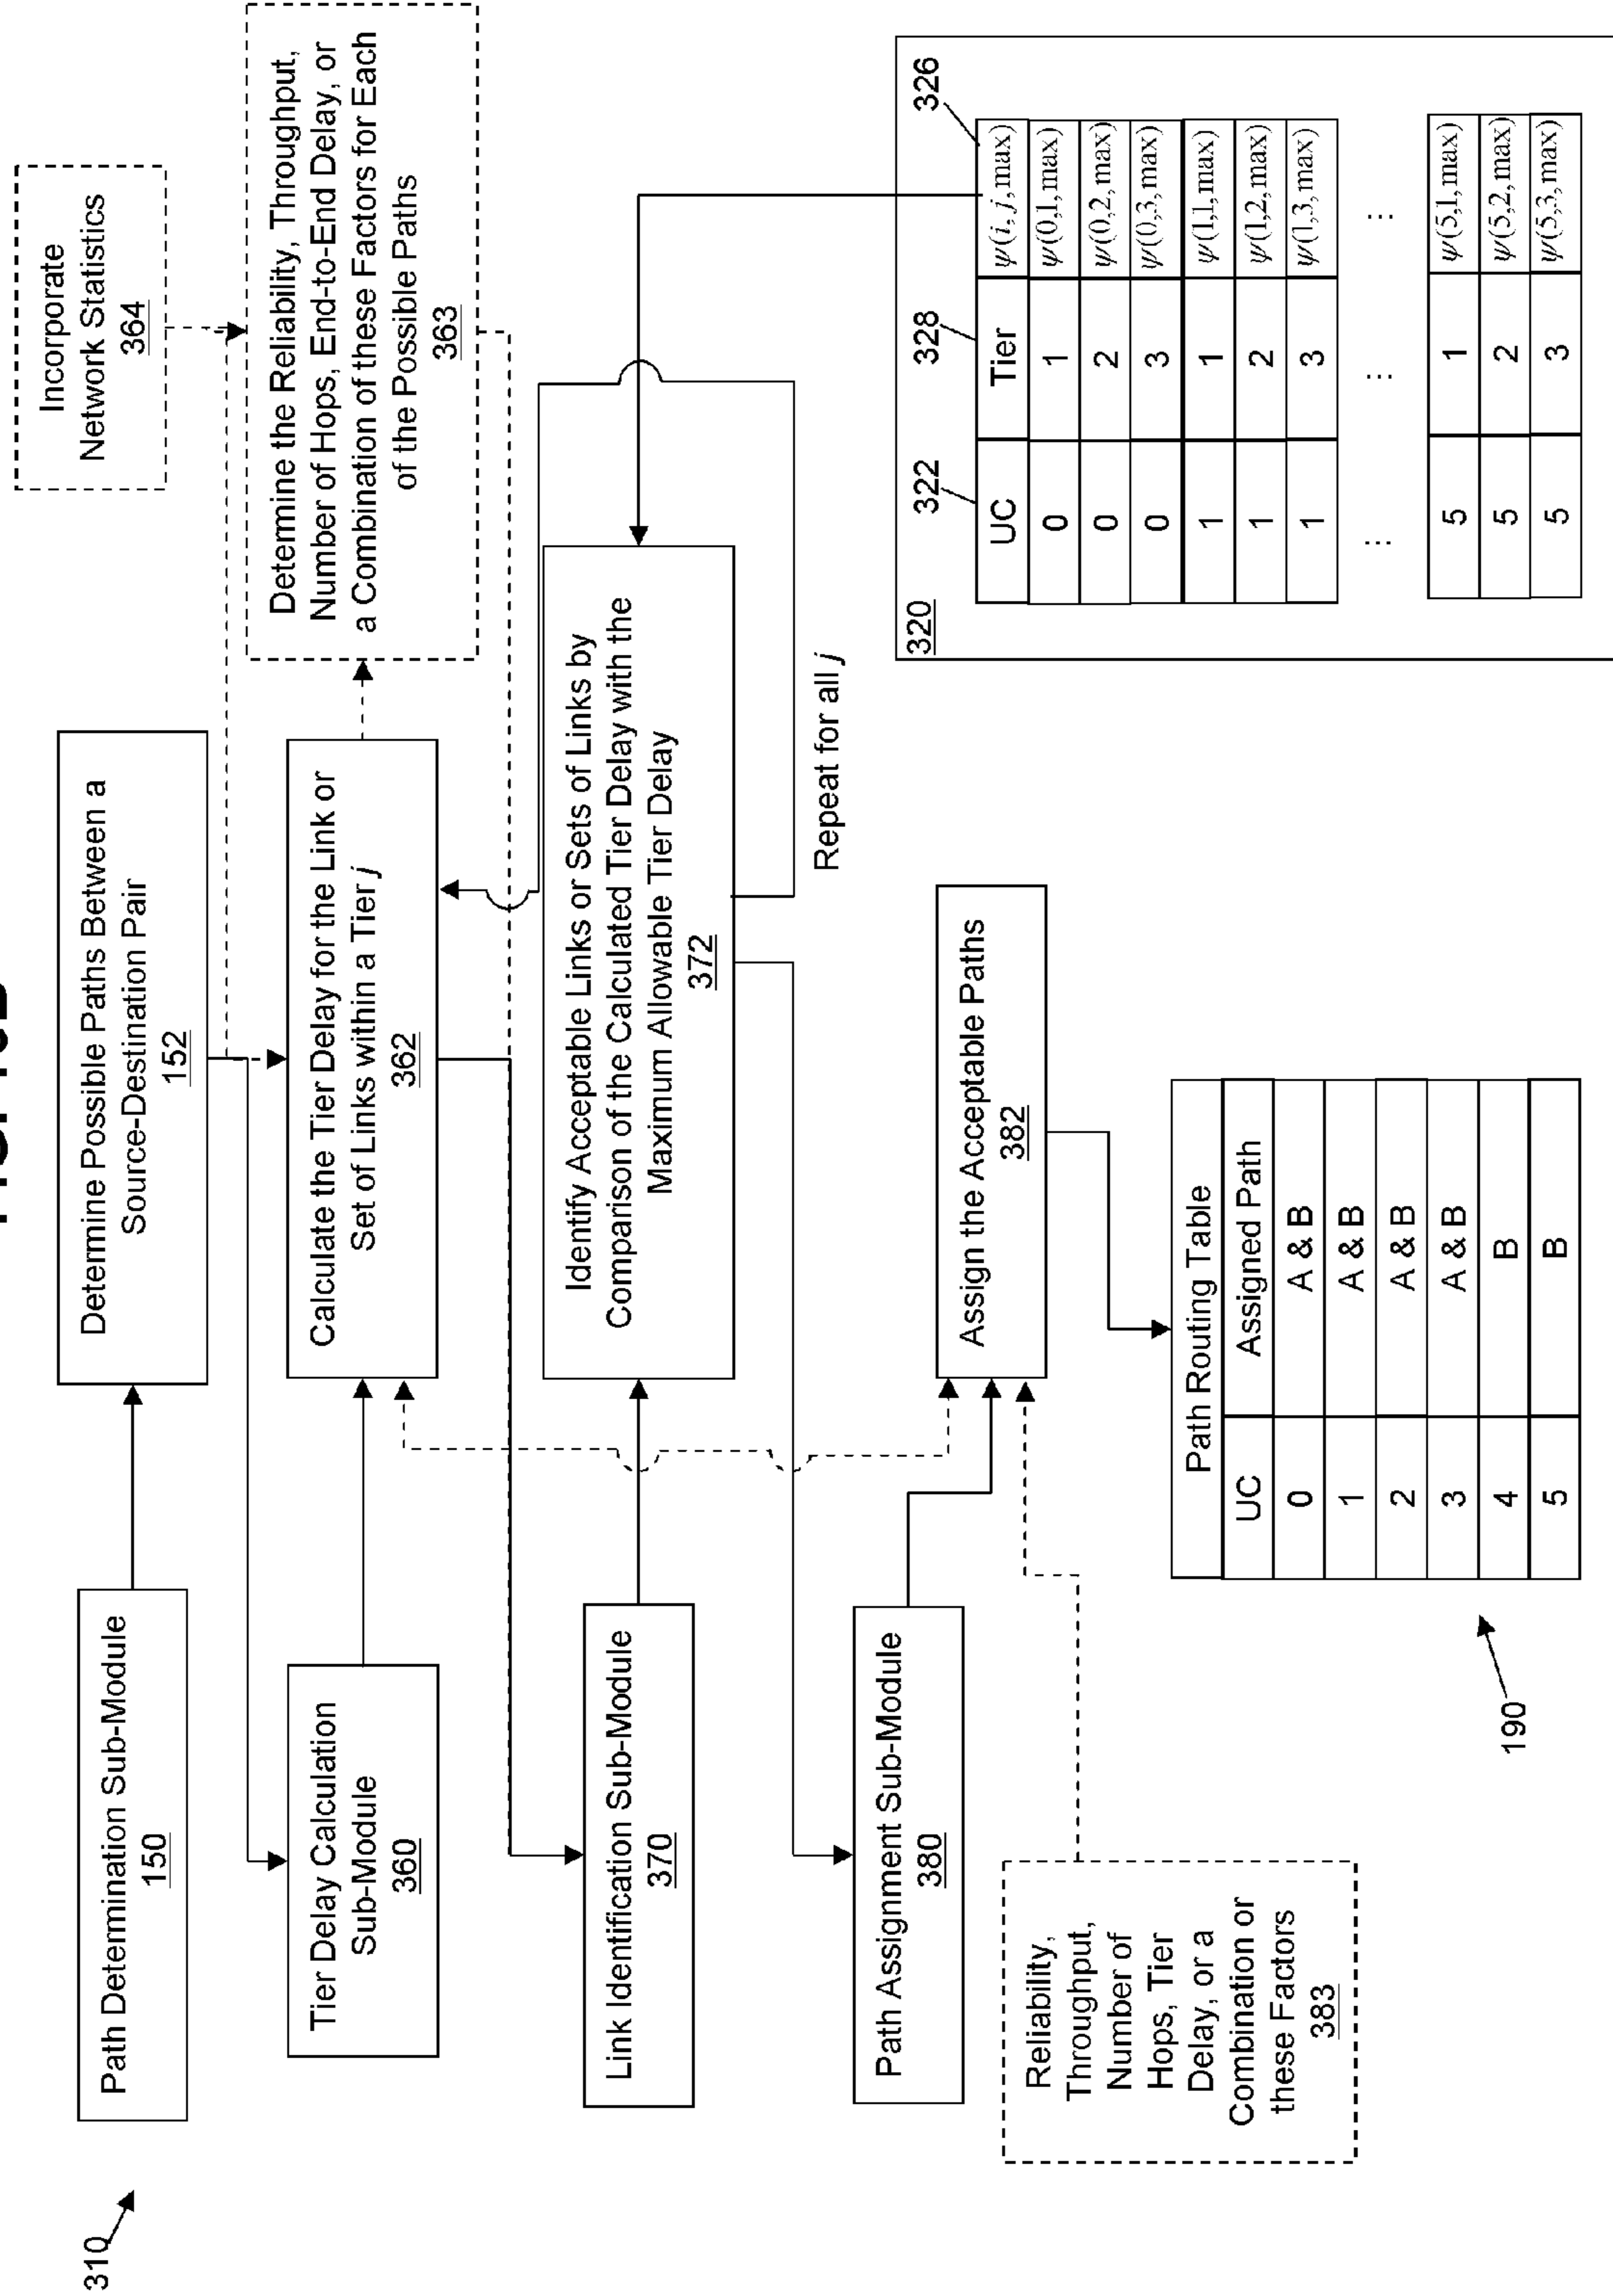 310
Path Determination Sub-Module
150
Determine Possible Paths Between a
Source-Destination Pair
152
Incorporate
Network Statistics
364
Tier Delay Calculation
Sub-Module
360
Calculate the Tier Delay for the Link or
Set of Links within a Tier j
362
Determine the Reliability, Throughput,
Number of Hops, End-to-End Delay, or
a Combination of these Factors for Each
of the Possible Paths
363
Link Identification Sub-Module
370
Identify Acceptable Links or Sets of Links by
Comparison of the Calculated Tier Delay with the
Maximum Allowable Tier Delay
372
Repeat for all j
Path Assignment Sub-Module
380
Assign the Acceptable Paths
382
Reliability,
Throughput,
Number of
Hops, Tier
Delay, or a
Combination or
these Factors
383
190
Path Routing Table
UC Assigned Path
0 A & B
1 A & B
2 A & B
3 A & B
4 B
5 B
320
322 328 326
UC Tier ψ(i, j, max)
0 1 ψ(0,1, max)
0 2 ψ(0,2, max)
0 3 ψ(0,3, max)
1 1 ψ(1,1, max)
1 2 ψ(1,2, max)
1 3 ψ(1,3, max)
... ... ...
5 1 ψ(5,1, max)
5 2 ψ(5,2, max)
5 3 ψ(5,3, max)